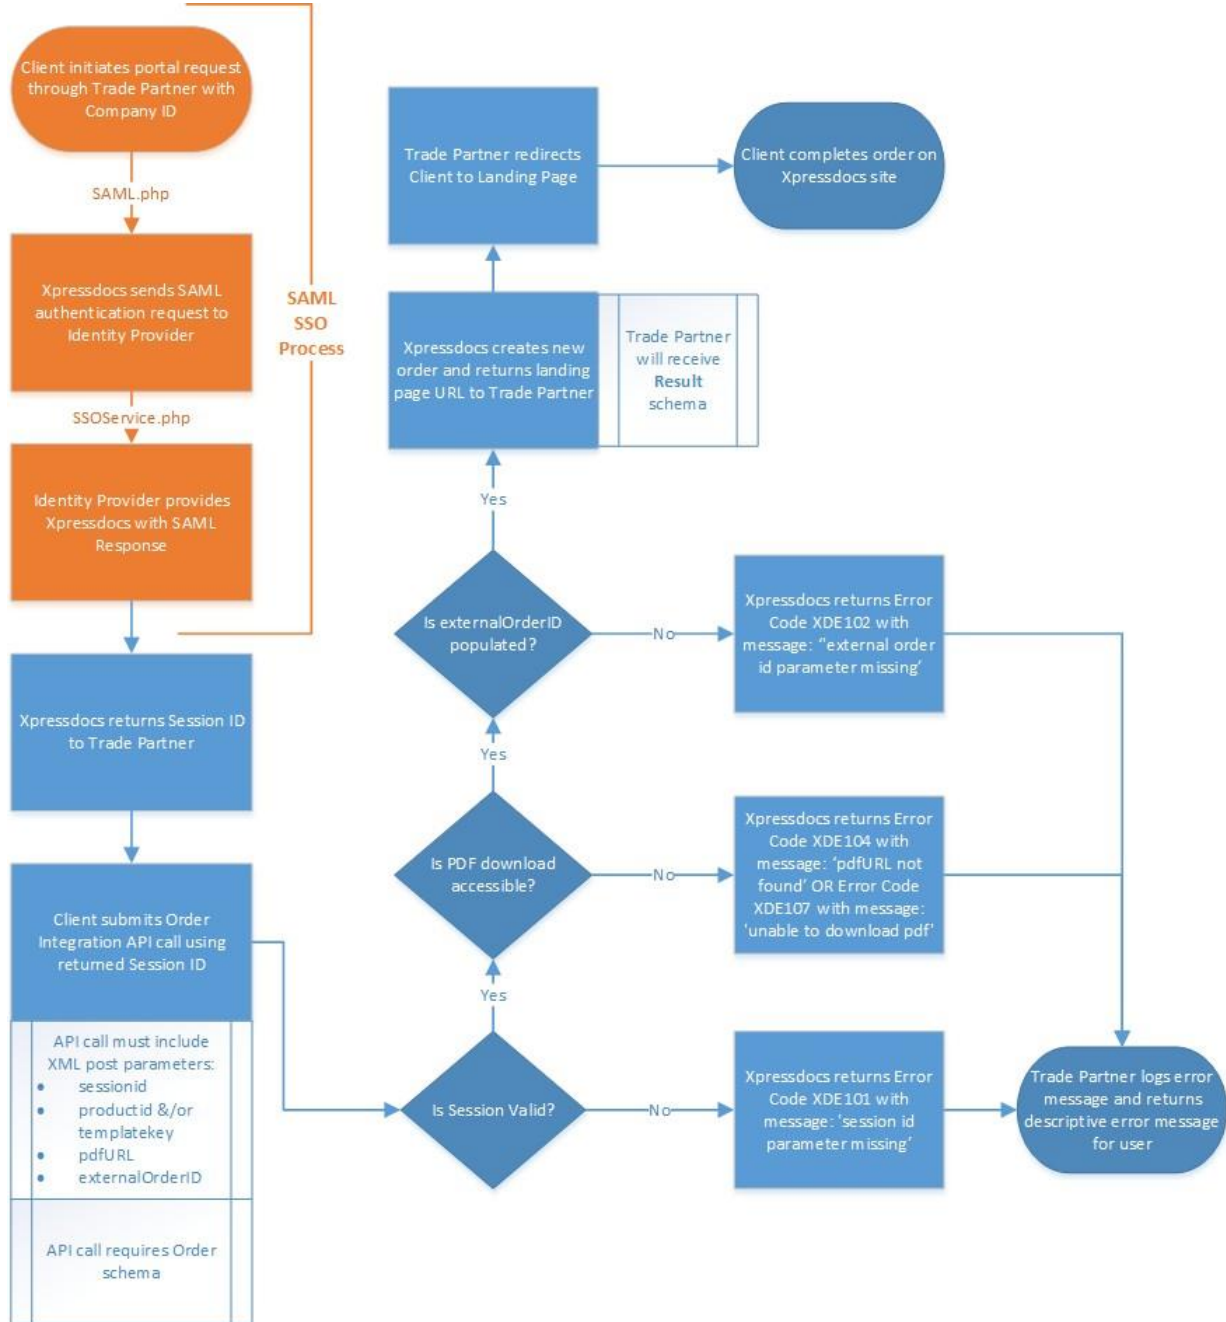 Client initiates portal request
through Trade Partner with
Company ID
SAML.php
Xpressdocs sends SAML
authentication request to
Identity Provider
SSOService.php
Identity Provider provides
Xpressdocs with SAML
Response
SAML
SSO
Process
Xpressdocs returns Session ID
to Trade Partner
Client submits Order
Integration API call using
returned Session ID
API call must include
XML post parameters:
• sessionid
• productid &/or
templatekey
• pdfURL
• externalOrderID
API call requires Order
schema
Is Session Valid?
No
Xpressdocs returns Error
Code XDE101 with
message: 'session id
parameter missing’
Yes
Is PDF download
accessible?
No
Xpressdocs returns Error
Code XDE104 with
message: ‘pdfURL not
found’ OR Error Code
XDE107 with message:
'unable to download pdf'
Yes
Is externalOrderID
populated?
No
Xpressdocs returns Error
Code XDE102 with
message: “external order
id parameter missing’
Trade Partner logs error
message and returns
descriptive error message
for user
Yes
Xpressdocs creates new
order and returns landing
page URL to Trade Partner
Trade Partner
will receive
Result
schema
Trade Partner redirects
Client to Landing Page
Client completes order on
Xpressdocs site